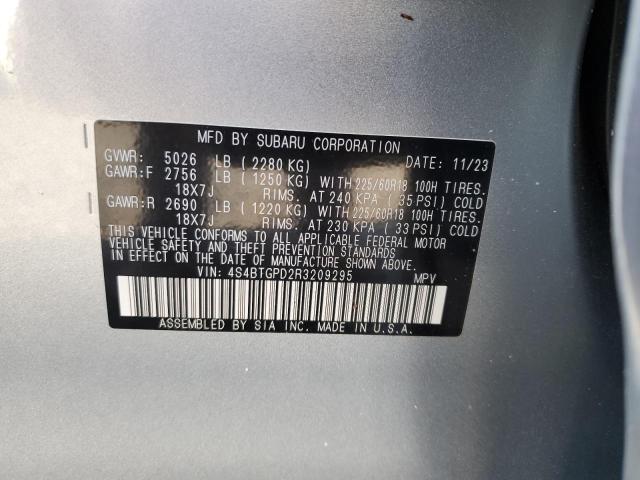 MFD BY SUBARU CORPORATION
GVWR: 5026 LB ( 2280 KG) DATE: 11/23
GAWR:F 2756 LB ( 1250 KG) WITH 225/60R18 100H TIRES.
18X7J RIMS. AT 240 KPA ( 35 PSI) COLD
GAWR:R 2690 LB ( 1220 KG) WITH 225/60R18 100H TIRES.
18X7J RIMS. AT 230 KPA ( 33 PSI) COLD
THIS VEHICLE CONFORMS TO ALL APPLICABLE FEDERAL MOTOR
VEHICLE SAFETY AND THEFT PREVENTION STANDARDS
IN EFFECT ON THE DATE OF MANUFACTURE SHOWN ABOVE.
VIN: 4S4BTGPD2R3209295 MPV
ASSEMBLED BY SIA INC. MADE IN U.S.A.